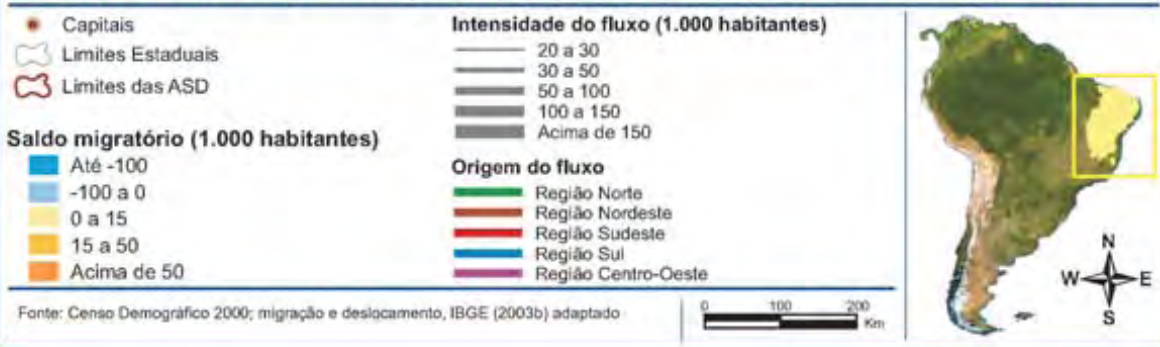 Capitais
Limites Estaduais
Limites das ASD
Saldo migratório (1.000 habitantes)
Até -100
-100 a 0
0 a 15
15 a 50
Acima de 50
Intensidade do fluxo (1.000 habitantes)
20 a 30
30 a 50
50 a 100
100 a 150
Acima de 150
Origem do fluxo
Região Norte
Região Nordeste
Região Sudeste
Região Sul
Região Centro-Oeste
Fonte: Censo Demográfico 2000; migração e deslocamento, IBGE (2003b) adaptado
0 100 200
Km
N
W E
S